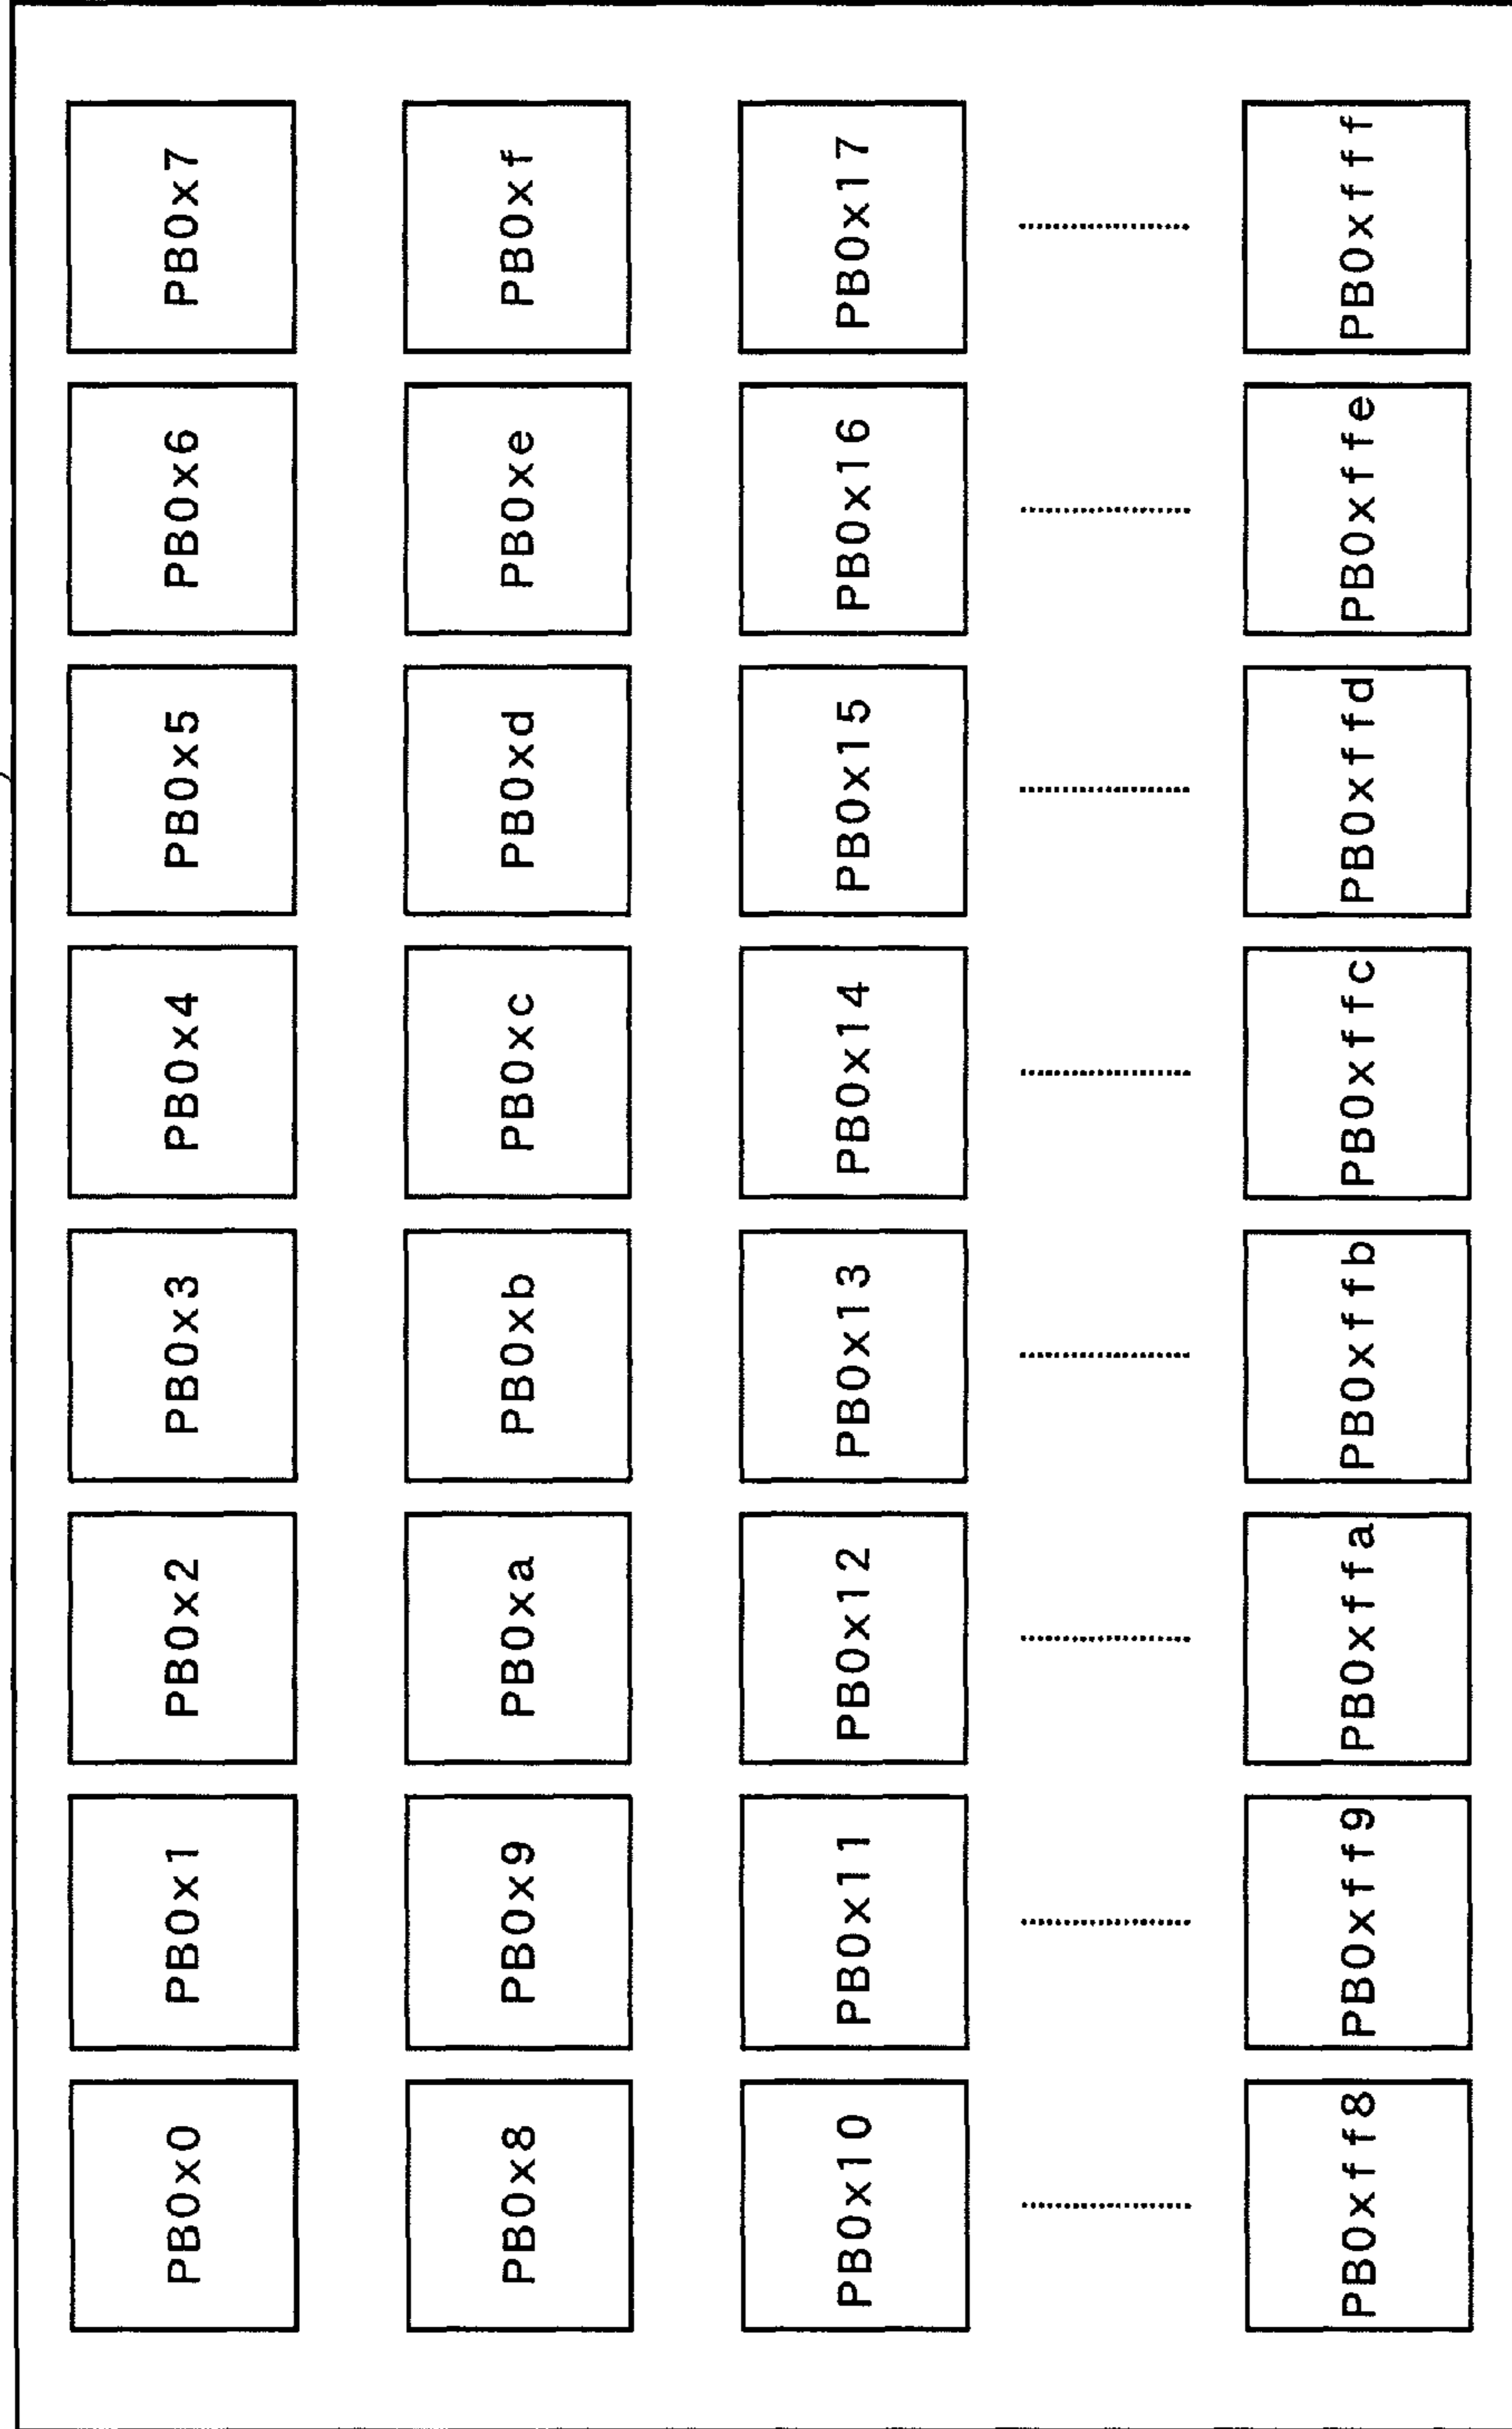 PB0x0 PB0x1 PB0x2 PB0x3 PB0x4 PB0x5 PB0x6 PB0x7
PB0x8 PB0x9 PB0xa PB0xb PB0xc PB0xd PB0xe PB0xf
PB0x10 PB0x11 PB0x12 PB0x13 PB0x14 PB0x15 PB0x16 PB0x17
PB0xff8 PB0xff9 PB0xffa PB0xffb PB0xffc PB0xffd PB0xffe PB0xfff